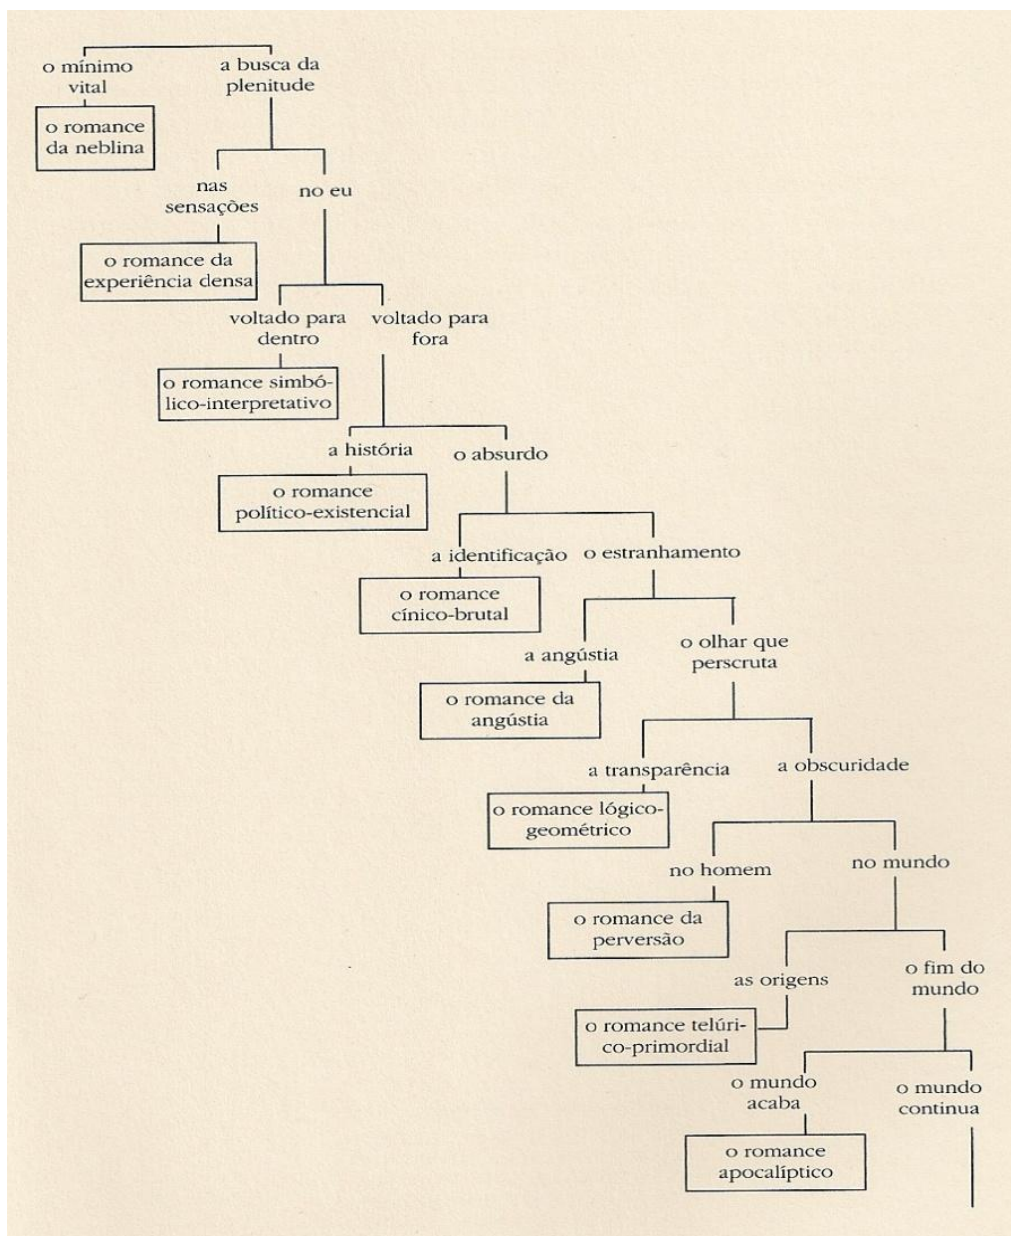 o mínimo
vital
a busca da
plenitude
o romance
da neblina
nas
sensações
no eu
o romance da
experiência densa
voltado para
dentro
voltado para
fora
o romance simbó-
lico-interpretativo
a história
o absurdo
o romance
político-existencial
a identificação
o estranhamento
o romance
cínico-brutal
a angústia
o olhar que
perscruta
o romance da
angústia
a transparência
a obscuridade
o romance lógico-
geométrico
no homem
no mundo
o romance da
perversão
as origens
o fim do
mundo
o romance telúri-
co-primordial
o mundo
acaba
o mundo
continua
o romance
apocalíptico